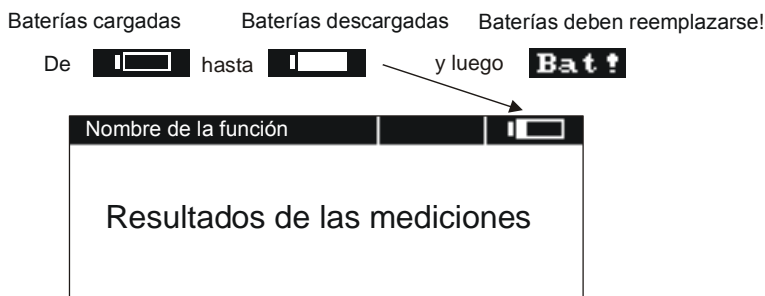 Baterías cargadas Baterías descargadas Baterías deben reemplazarse!
De hasta y luego Bat!
Nombre de la función
Resultados de las mediciones